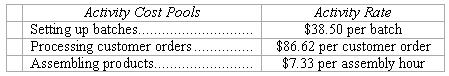 Activity Cost Pools Activity Rate
Setting up batches............................ $38.50 per batch
Processing customer orders............... $86.62 per customer order
Assembling products........................ $7.33 per assembly hour